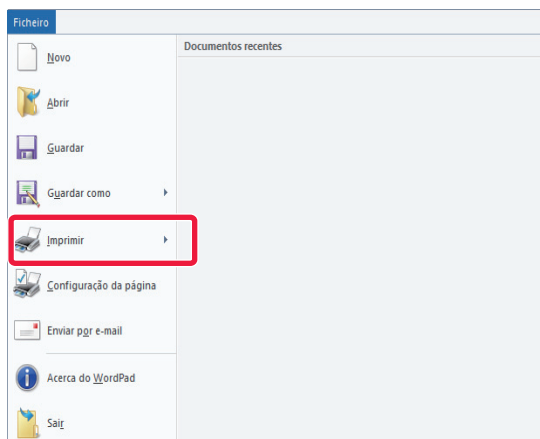 Ficheiro
Documentos recentes
Novo
Abrir
Guardar
Guardar como
Imprimir
Configuração da página
Enviar por e-mail
Acerca do WordPad
Sair